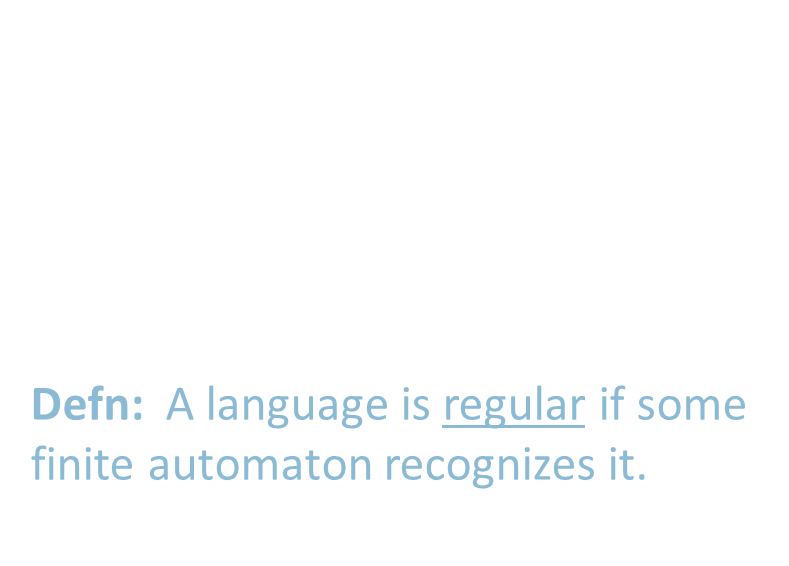 Defn:  A language is regular if some
finite automaton recognizes it.